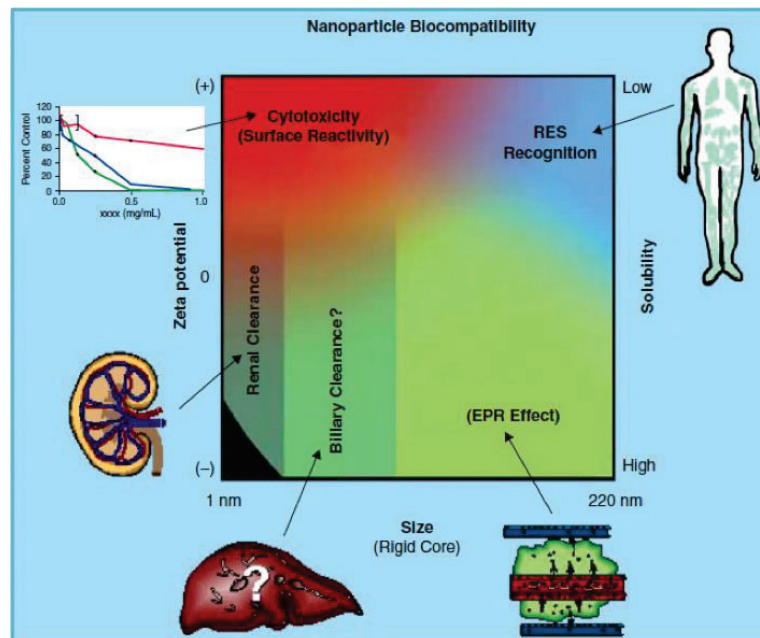 Nanoparticle Biocompatibility
(+)
Low
120
100
80
60
40
20
0
Percent Control
0.0
0.5
1.0
xxxx (mg/mL)
Cytotoxicity
(Surface Reactivity)
RES
Recognition
Zeta potential
0
Solubility
Renal Clearance
Billary Clearance?
(EPR Effect)
(–)
High
1 nm
220 nm
Size
(Rigid Core)
?